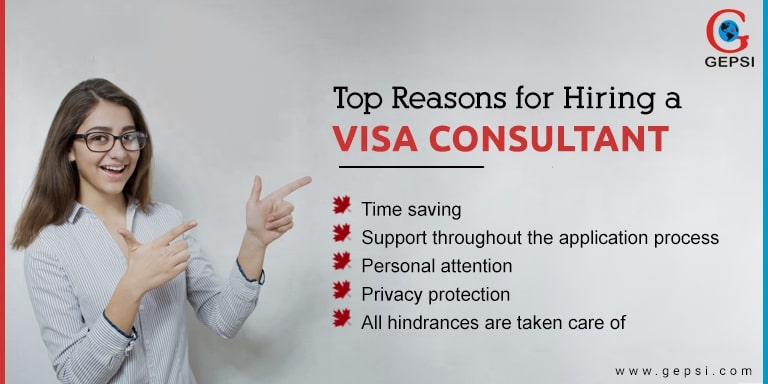 GEPSI
Top Reasons for Hiring a
VISA CONSULTANT
Time saving
Support throughout the application process
Personal attention
Privacy protection
All hindrances are taken care of
www.gepsi.com